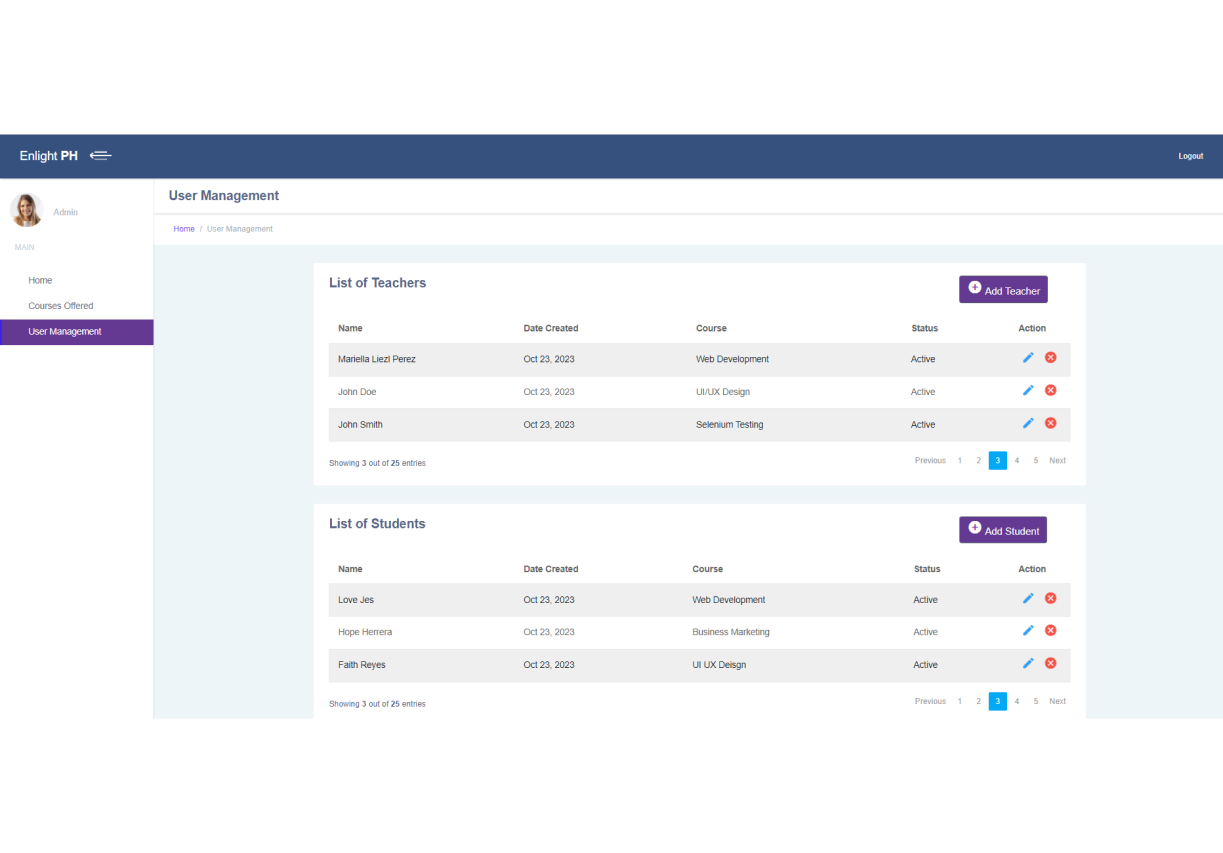 Enlight PH
Logout
Admin
MAIN
Home
Courses Offered
User Management
User Management
Home / User Management
List of Teachers
Add Teacher
Name Date Created Course Status Action
Mariella Liezl Perez Oct 23, 2023 Web Development Active
John Doe Oct 23, 2023 UI/UX Design Active
John Smith Oct 23, 2023 Selenium Testing Active
Showing 3 out of 25 entries
Previous 1 2 3 4 5 Next
List of Students
Add Student
Name Date Created Course Status Action
Love Jes Oct 23, 2023 Web Development Active
Hope Herrera Oct 23, 2023 Business Marketing Active
Faith Reyes Oct 23, 2023 UI UX Deisgn Active
Showing 3 out of 25 entries
Previous 1 2 3 4 5 Next